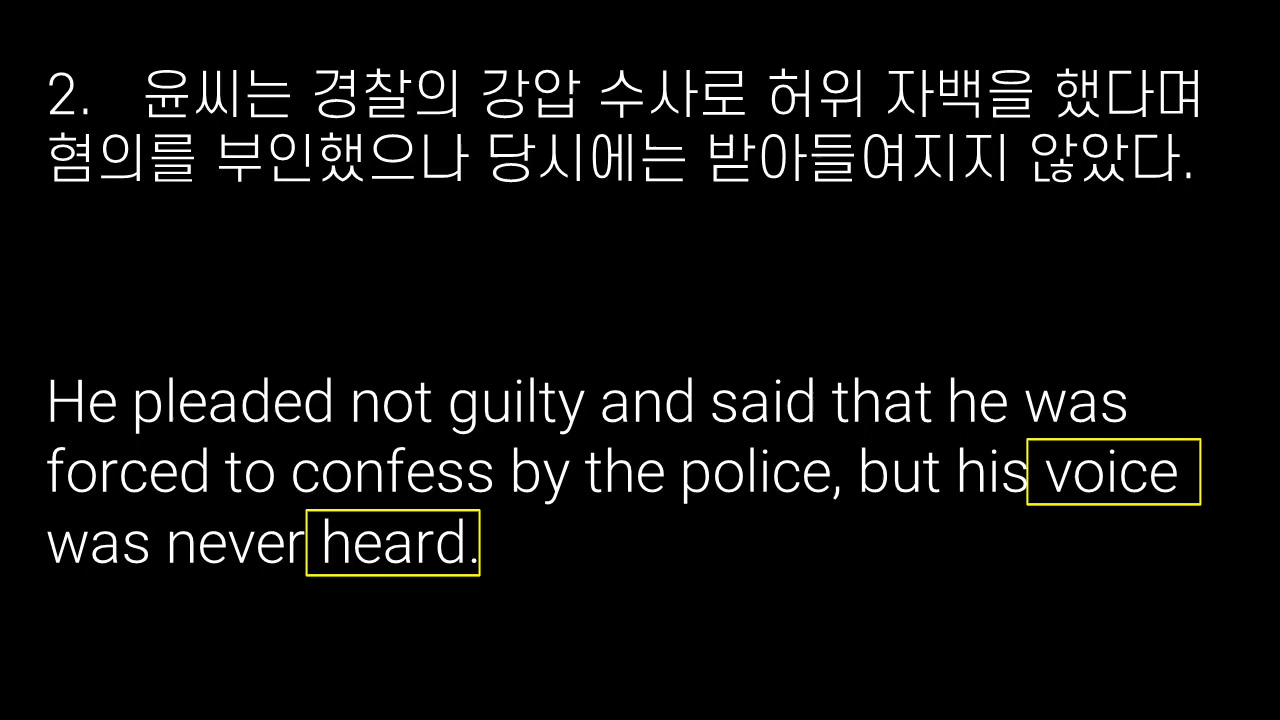 2. 윤씨는 경찰의 강압 수사로 허위 자백을 했다며
혐의를 부인했으나 당시에는 받아들여지지 않았다.
He pleaded not guilty and said that he was
forced to confess by the police, but his voice
was never heard.